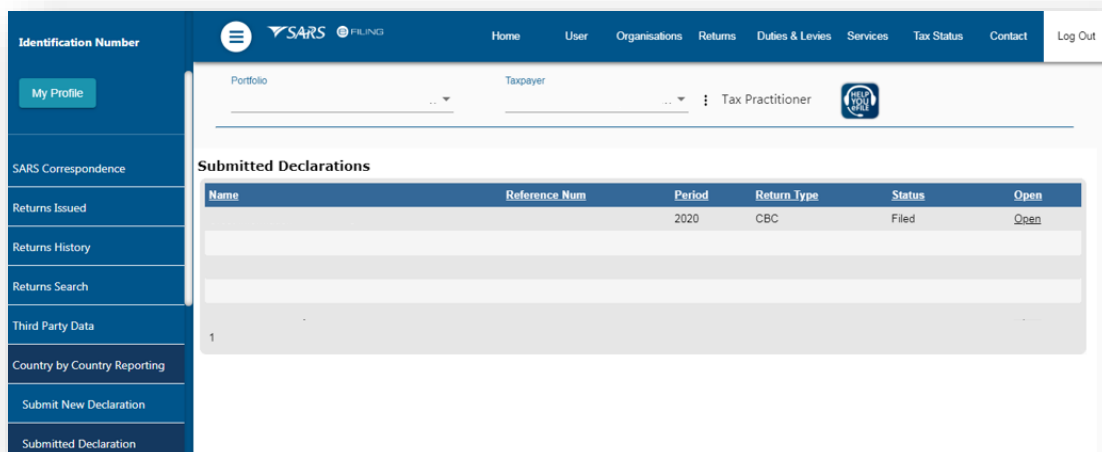 Identification Number
My Profile
SARS Correspondence
Returns Issued
Returns History
Returns Search
Third Party Data
Country by Country Reporting
Submit New Declaration
Submitted Declaration
SARS eFILING
Home User Organisations Returns Duties & Levies Services Tax Status Contact Log Out
Portfolio Taxpayer
.. .. Tax Practitioner
HELP
YOU
eFILE
Submitted Declarations
Name Reference Num Period Return Type Status Open
2020 CBC Filed Open
1